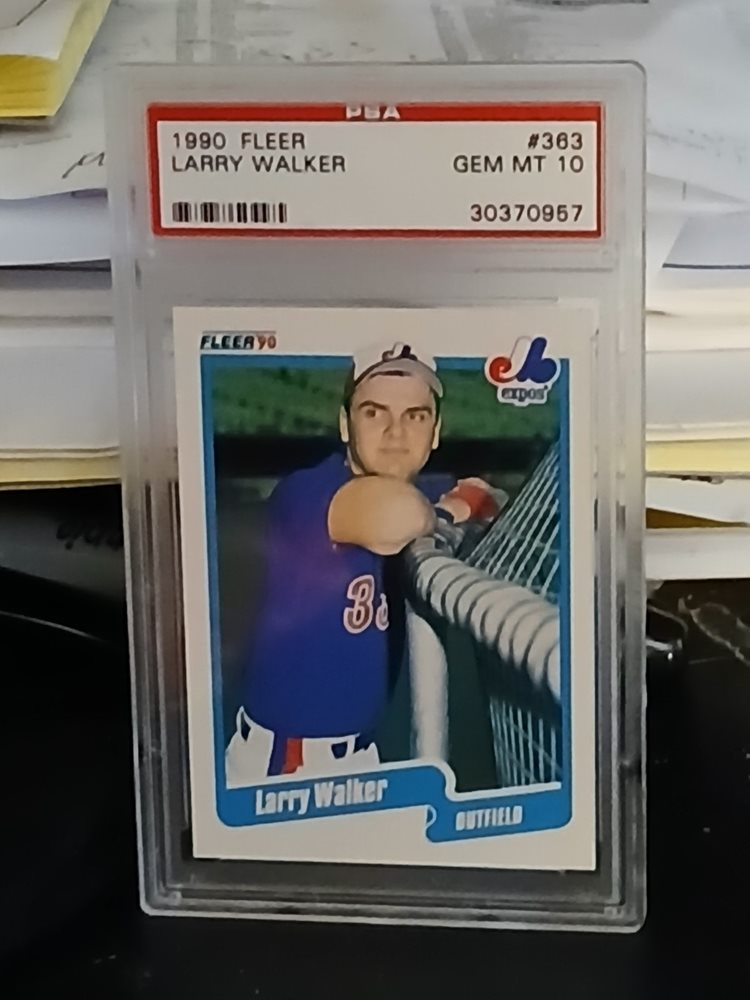 PSA
1990 FLEER #363
LARRY WALKER GEM MT 10
30370957
FLEER '90
expos
Larry Walker
OUTFIELD